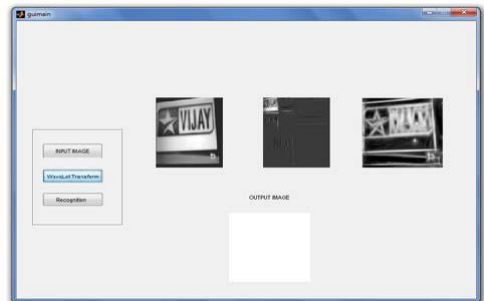 guimain
VIJAY
INPUT IMAGE
WaveLet Transform
Recognition
OUTPUT IMAGE